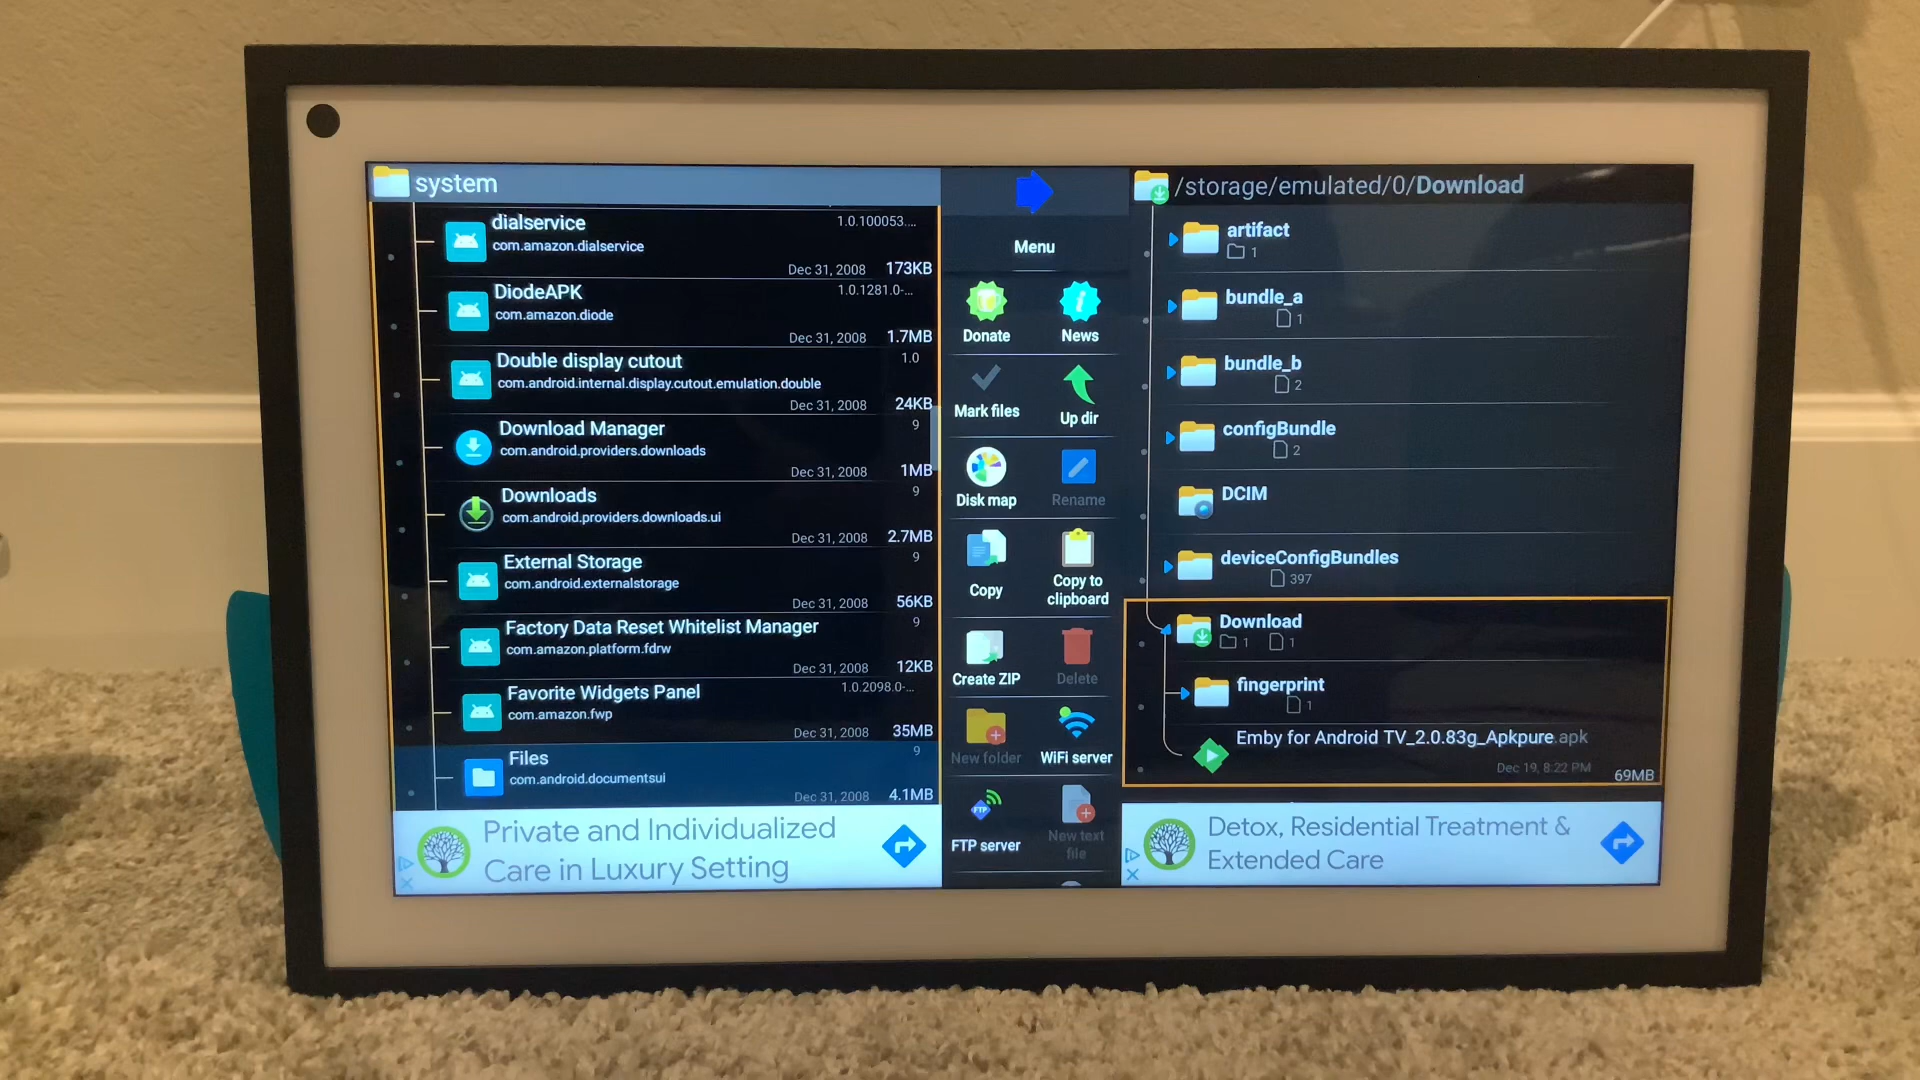 system
dialservice
1.0.100053....
com.amazon.dialservice
Dec 31, 2008 173KB
DiodeAPK
1.0.1281.0-...
com.amazon.diode
Dec 31, 2008 1.7MB
Double display cutout
1.0
com.android.internal.display.cutout.emulation.double
Dec 31, 2008 24KB
Download Manager
9
com.android.providers.downloads
Dec 31, 2008 1MB
Downloads
9
com.android.providers.downloads.ui
Dec 31, 2008 2.7MB
External Storage
9
com.android.externalstorage
Dec 31, 2008 56KB
Factory Data Reset Whitelist Manager
9
com.amazon.platform.fdrw
Dec 31, 2008 12KB
Favorite Widgets Panel
1.0.2098.0-...
com.amazon.fwp
Dec 31, 2008 35MB
Files
9
com.android.documentsui
Dec 31, 2008 4.1MB
Private and Individualized
Care in Luxury Setting
Menu
Donate News
Mark files Up dir
Disk map Rename
Copy
Copy to
clipboard
Create ZIP Delete
New folder WiFi server
FTP
FTP server
New text
file
/storage/emulated/0/Download
artifact
1
bundle_a
1
bundle_b
2
configBundle
2
DCIM
deviceConfigBundles
397
Download
1 1
fingerprint
1
Emby for Android TV_2.0.83g_Apkpure.apk
Dec 19, 8:22 PM 69MB
Detox, Residential Treatment &
Extended Care